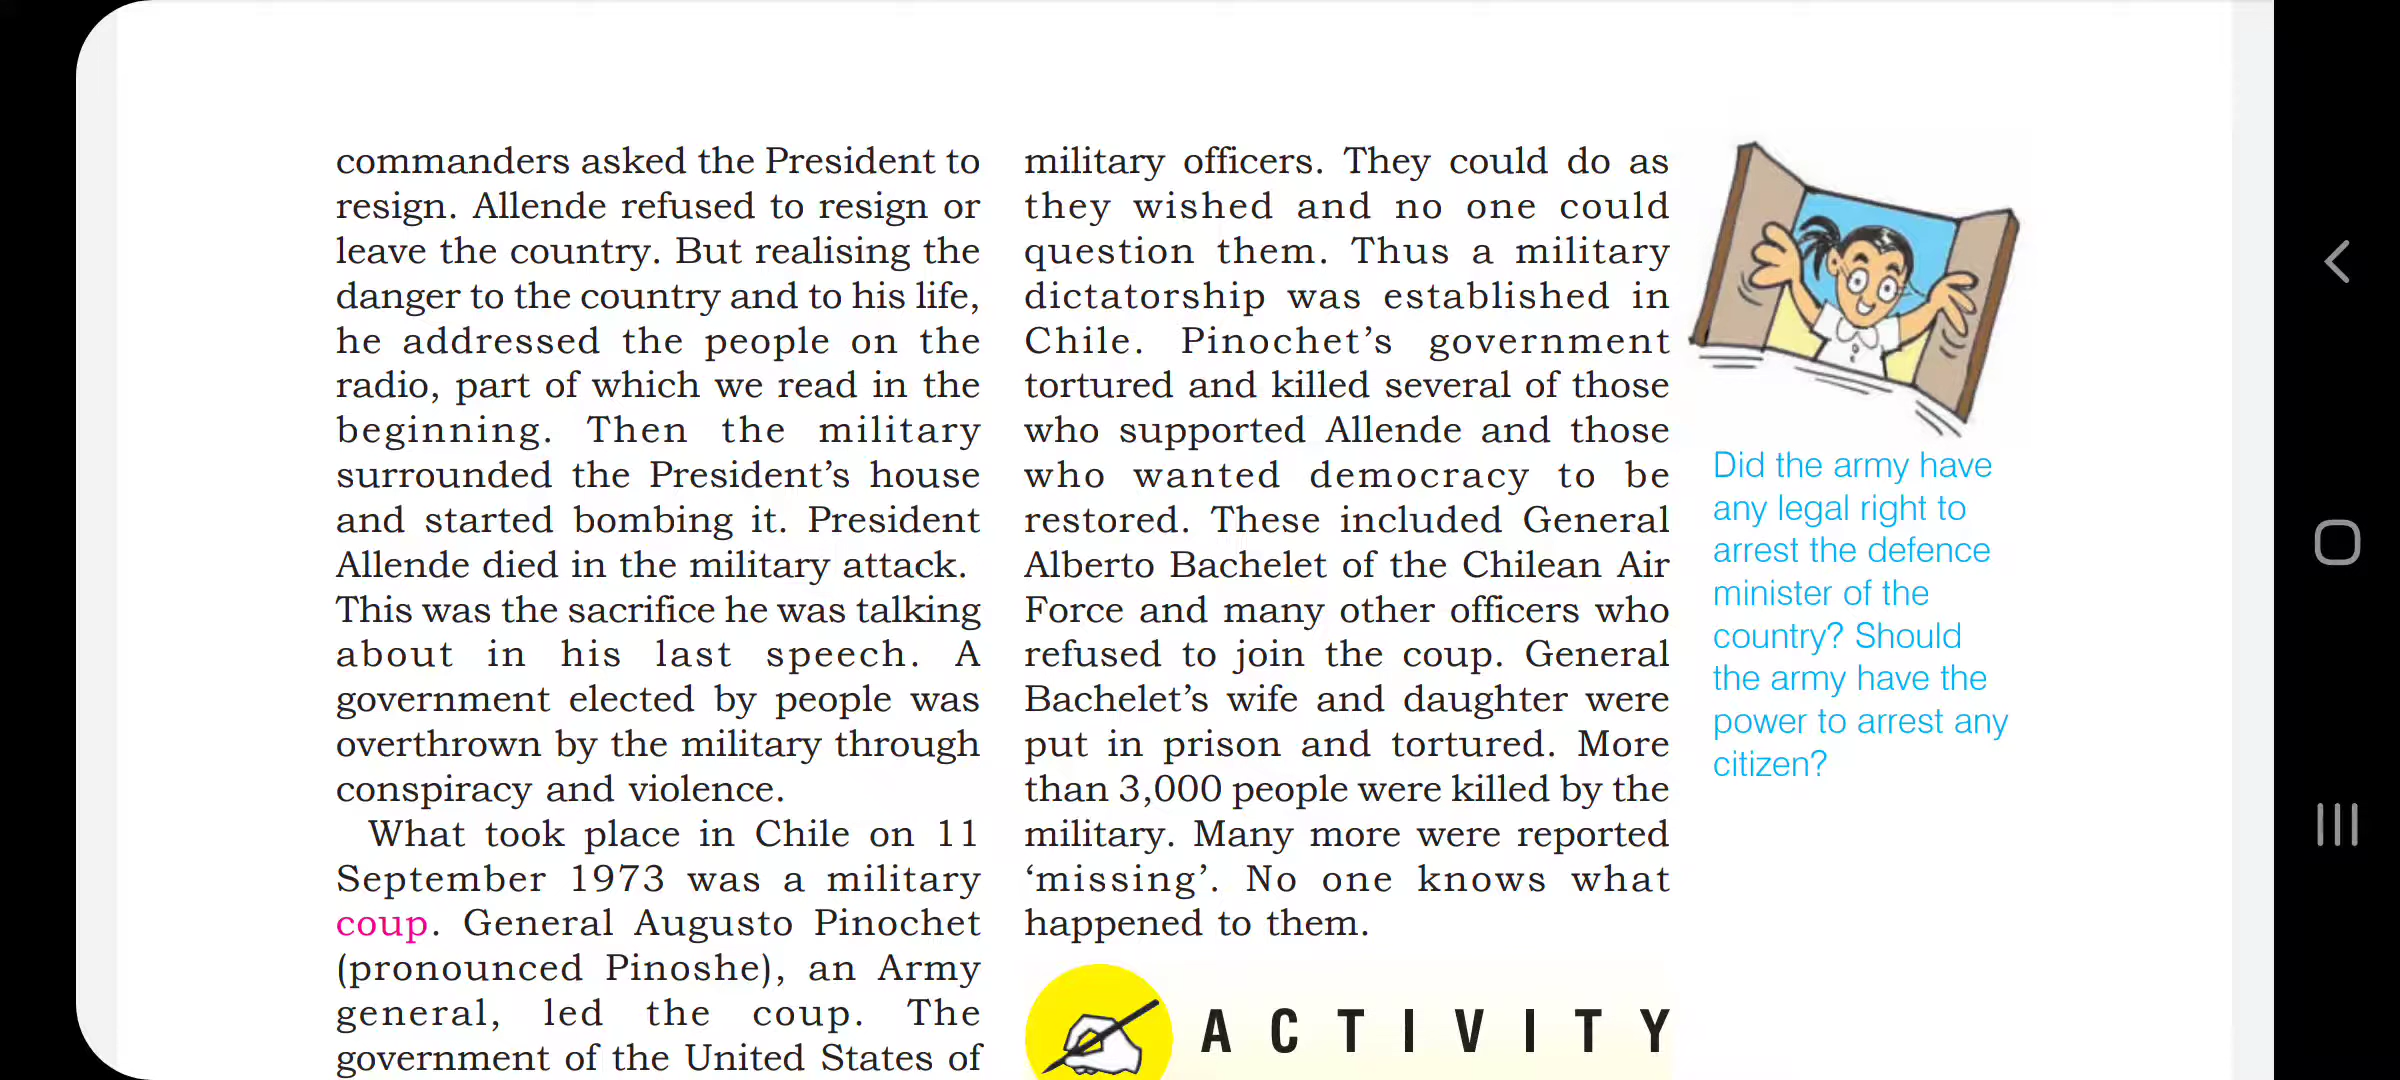 commanders asked the President to
resign. Allende refused to resign or
leave the country. But realising the
danger to the country and to his life,
he addressed the people on the
radio, part of which we read in the
beginning. Then the military
surrounded the President’s house
and started bombing it. President
Allende died in the military attack.
This was the sacrifice he was talking
about in his last speech. A
government elected by people was
overthrown by the military through
conspiracy and violence.
What took place in Chile on 11
September 1973 was a military
coup. General Augusto Pinochet
(pronounced Pinoshe), an Army
general, led the coup. The
government of the United States of
military officers. They could do as
they wished and no one could
question them. Thus a military
dictatorship was established in
Chile. Pinochet’s government
tortured and killed several of those
who supported Allende and those
who wanted democracy to be
restored. These included General
Alberto Bachelet of the Chilean Air
Force and many other officers who
refused to join the coup. General
Bachelet’s wife and daughter were
put in prison and tortured. More
than 3,000 people were killed by the
military. Many more were reported
‘missing’. No one knows what
happened to them.
ACTIVITY
Did the army have
any legal right to
arrest the defence
minister of the
country? Should
the army have the
power to arrest any
citizen?